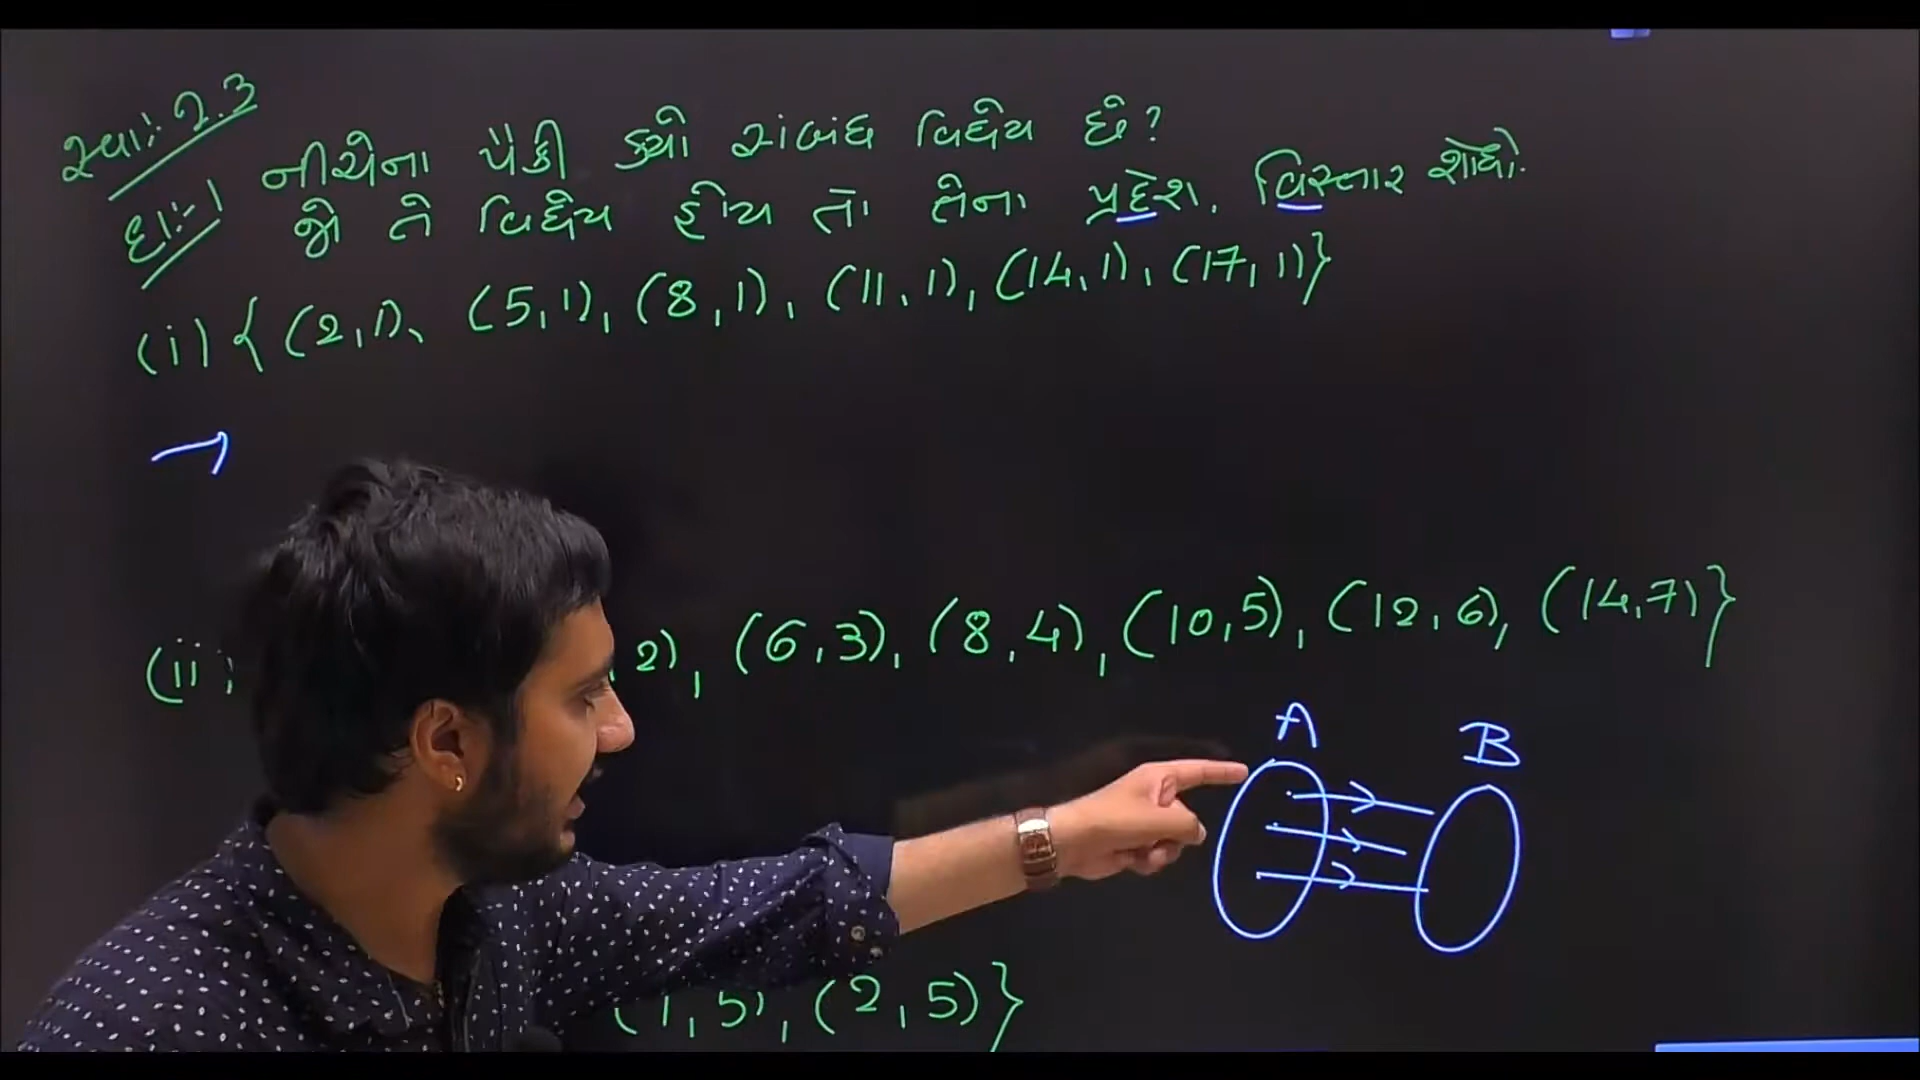 સ્વા:- 2.3
દા:-1 નીચેના પૈકી ક્યો સંબંધ વિધેય છે?
જો તે વિધેય હોય તો તેના પ્રદેશ, વિસ્તાર શોધો.
(i) { (2,1), (5,1), (8,1), (11,1), (14,1), (17,1)}
(ii) 2), (6,3), (8,4), (10,5), (12,6), (14,7)}
A B
(1,5), (2,5)}